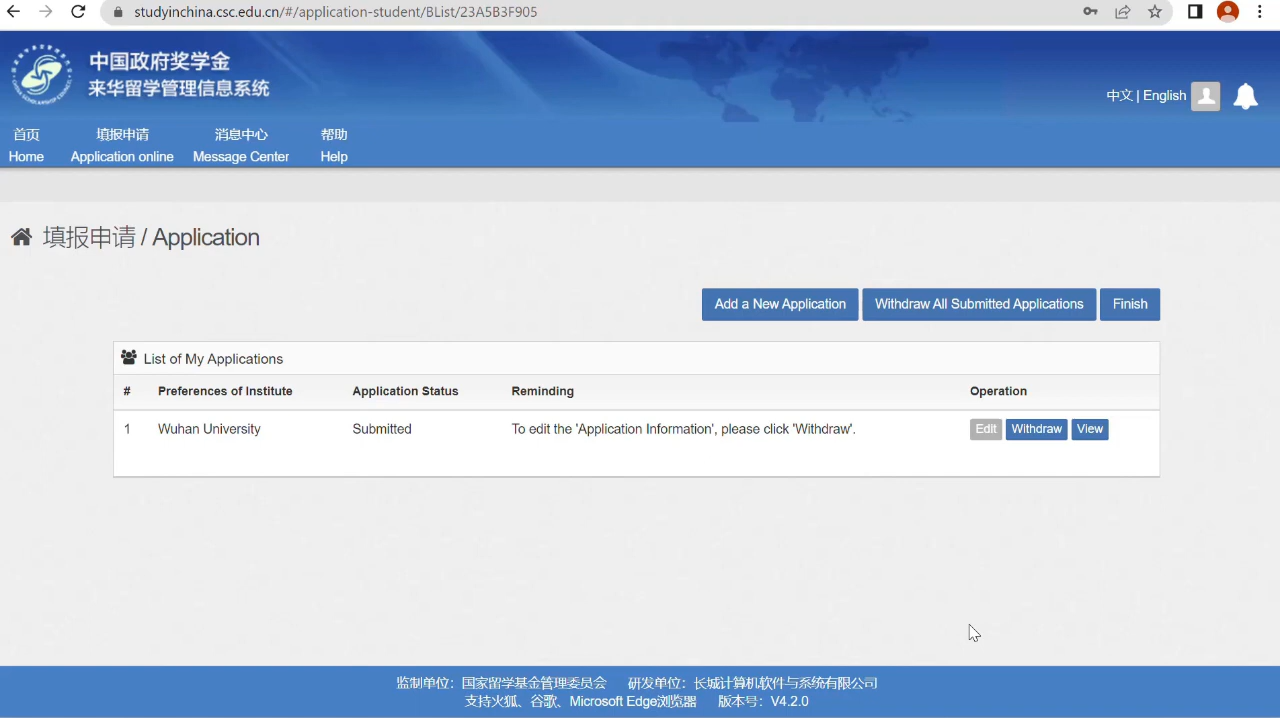 studyinchina.csc.edu.cn/#/application-student/BList/23A5B3F905
中国政府奖学金
来华留学管理信息系统
中文 | English
首页 填报申请 消息中心 帮助
Home Application online Message Center Help
填报申请 / Application
Add a New Application Withdraw All Submitted Applications Finish
List of My Applications
# Preferences of Institute Application Status Reminding Operation
1 Wuhan University Submitted To edit the 'Application Information', please click 'Withdraw'. Edit Withdraw View
监制单位：国家留学基金管理委员会 研发单位：长城计算机软件与系统有限公司
支持火狐、谷歌、Microsoft Edge浏览器 版本号：V4.2.0